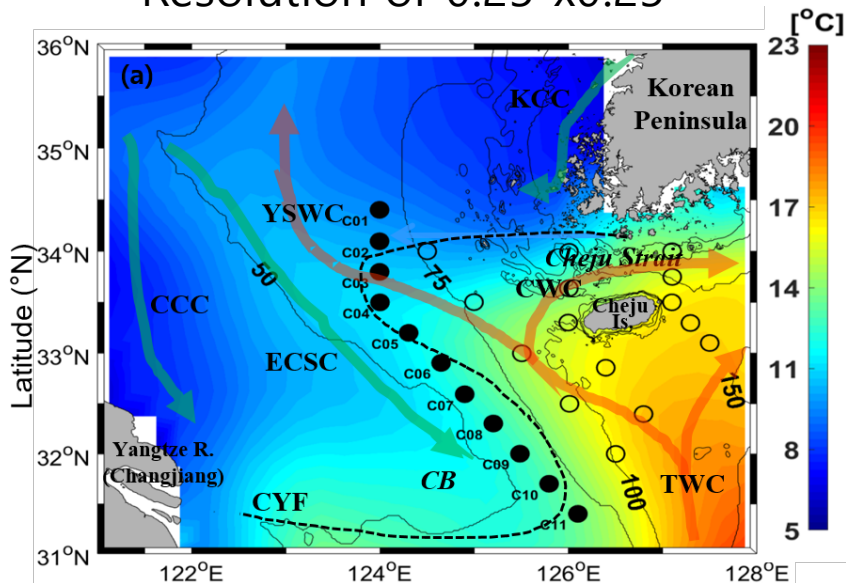 Resolution of 0.25°x0.25°
[°C]
(a)
36°N
35°N
34°N
33°N
32°N
31°N
Latitude (°N)
122°E
124°E
126°E
128°E
23
20
17
14
11
8
5
KCC
Korean
Peninsula
YSWC
C01
C02
C03
C04
C05
C06
C07
C08
C09
C10
C11
50
75
100
150
Cheju Strait
CWC
Cheju
Is.
CCC
ECSC
Yangtze R.
(Changjiang)
CB
CYF
TWC